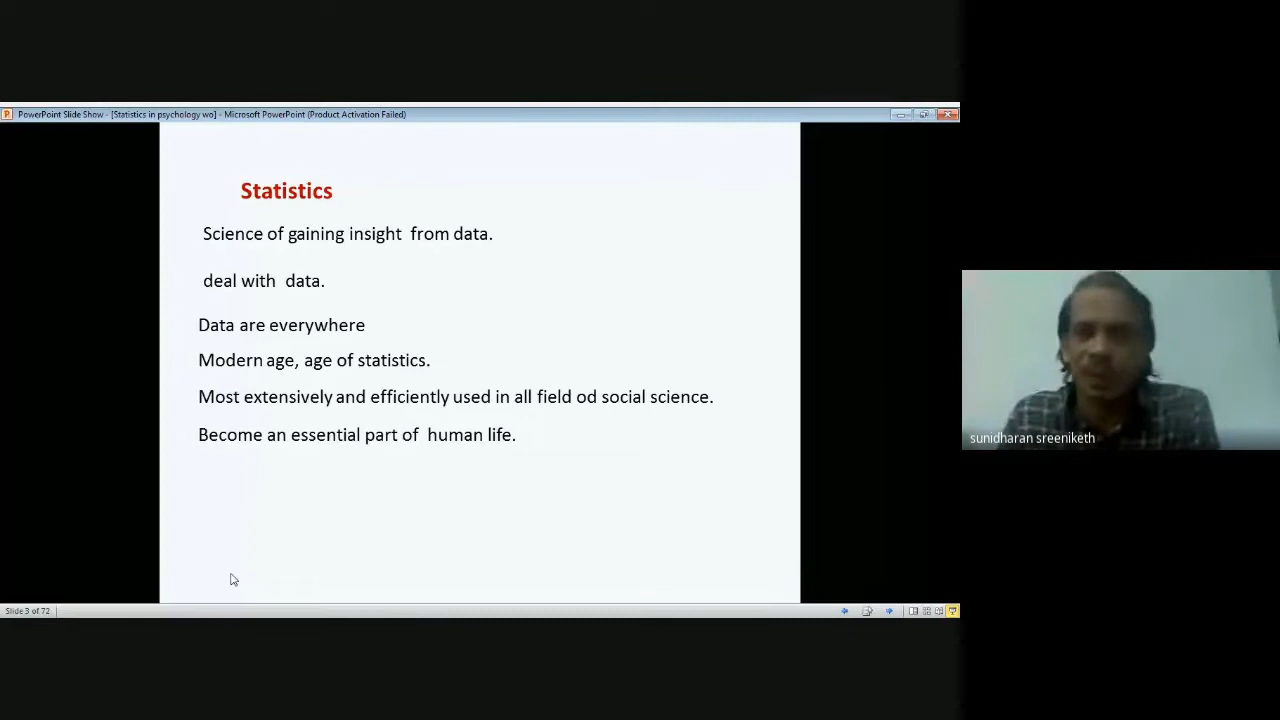 PowerPoint Slide Show - [Statistics in psychology wo] - Microsoft PowerPoint (Product Activation Failed)
Statistics
Science of gaining insight from data.
deal with data.
Data are everywhere
Modern age, age of statistics.
Most extensively and efficiently used in all field od social science.
Become an essential part of human life.
sunidharan sreeniketh
Slide 3 of 72